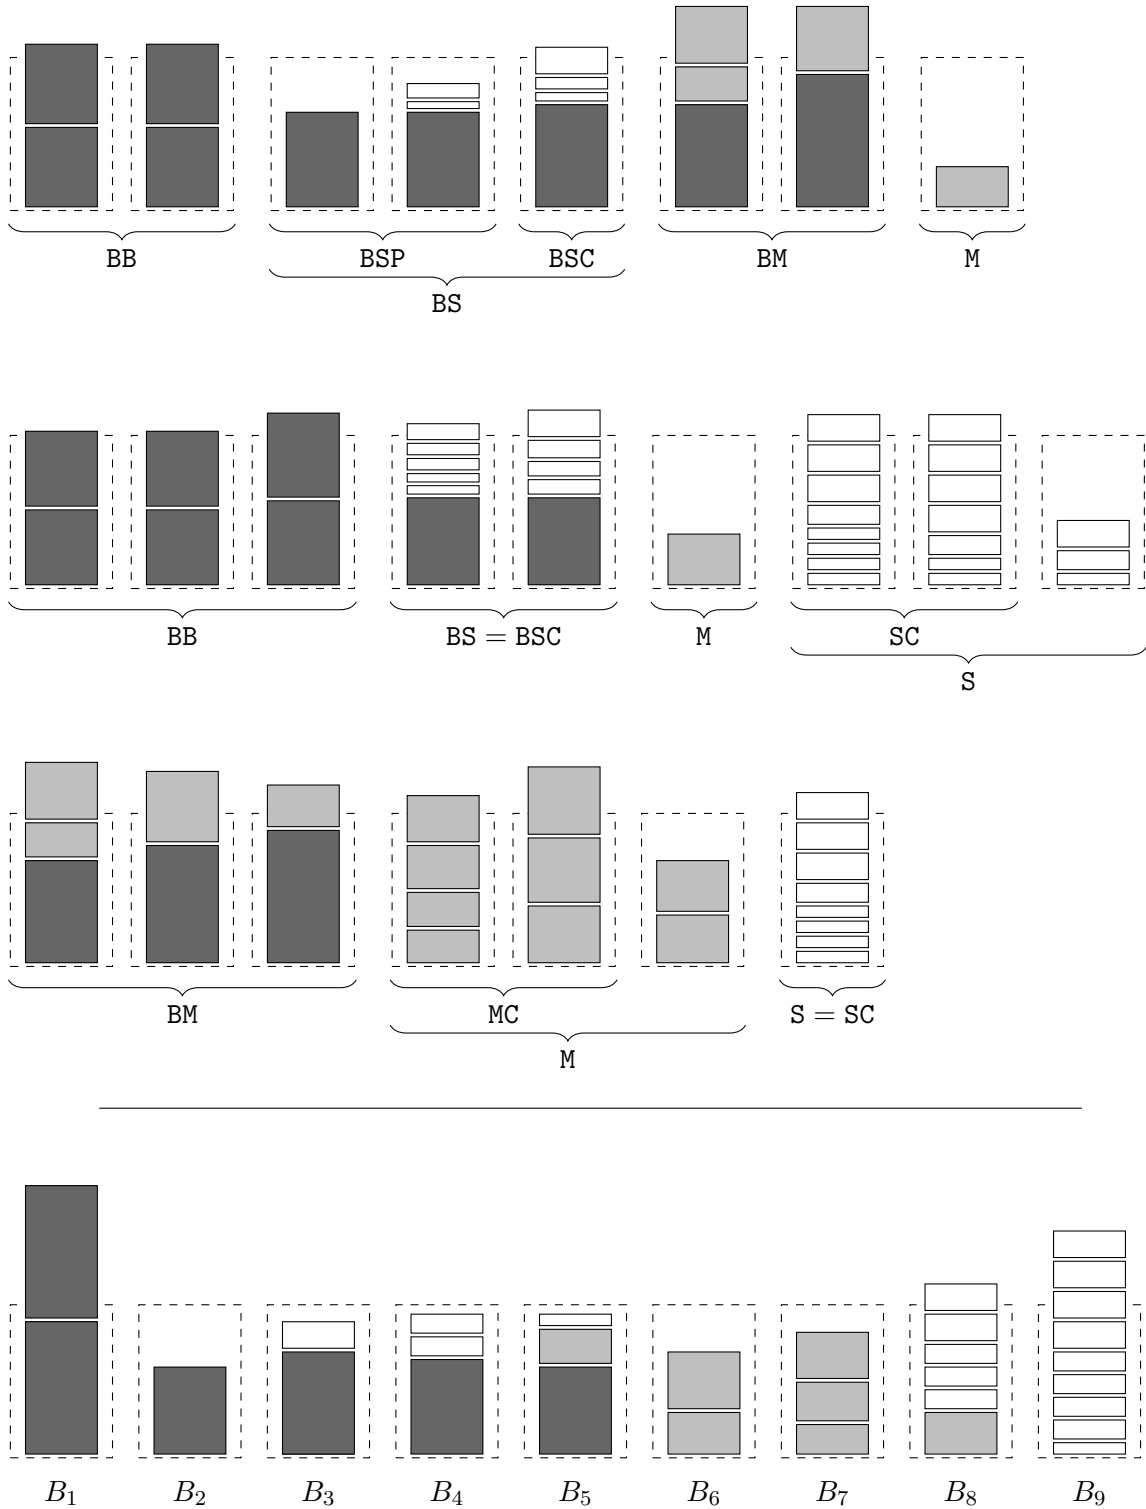 BB BSP BSC BM M
BS
BB BS = BSC M SC
S
BM MC S = SC
M
B₁ B₂ B₃ B₄ B₅ B₆ B₇ B₈ B₉